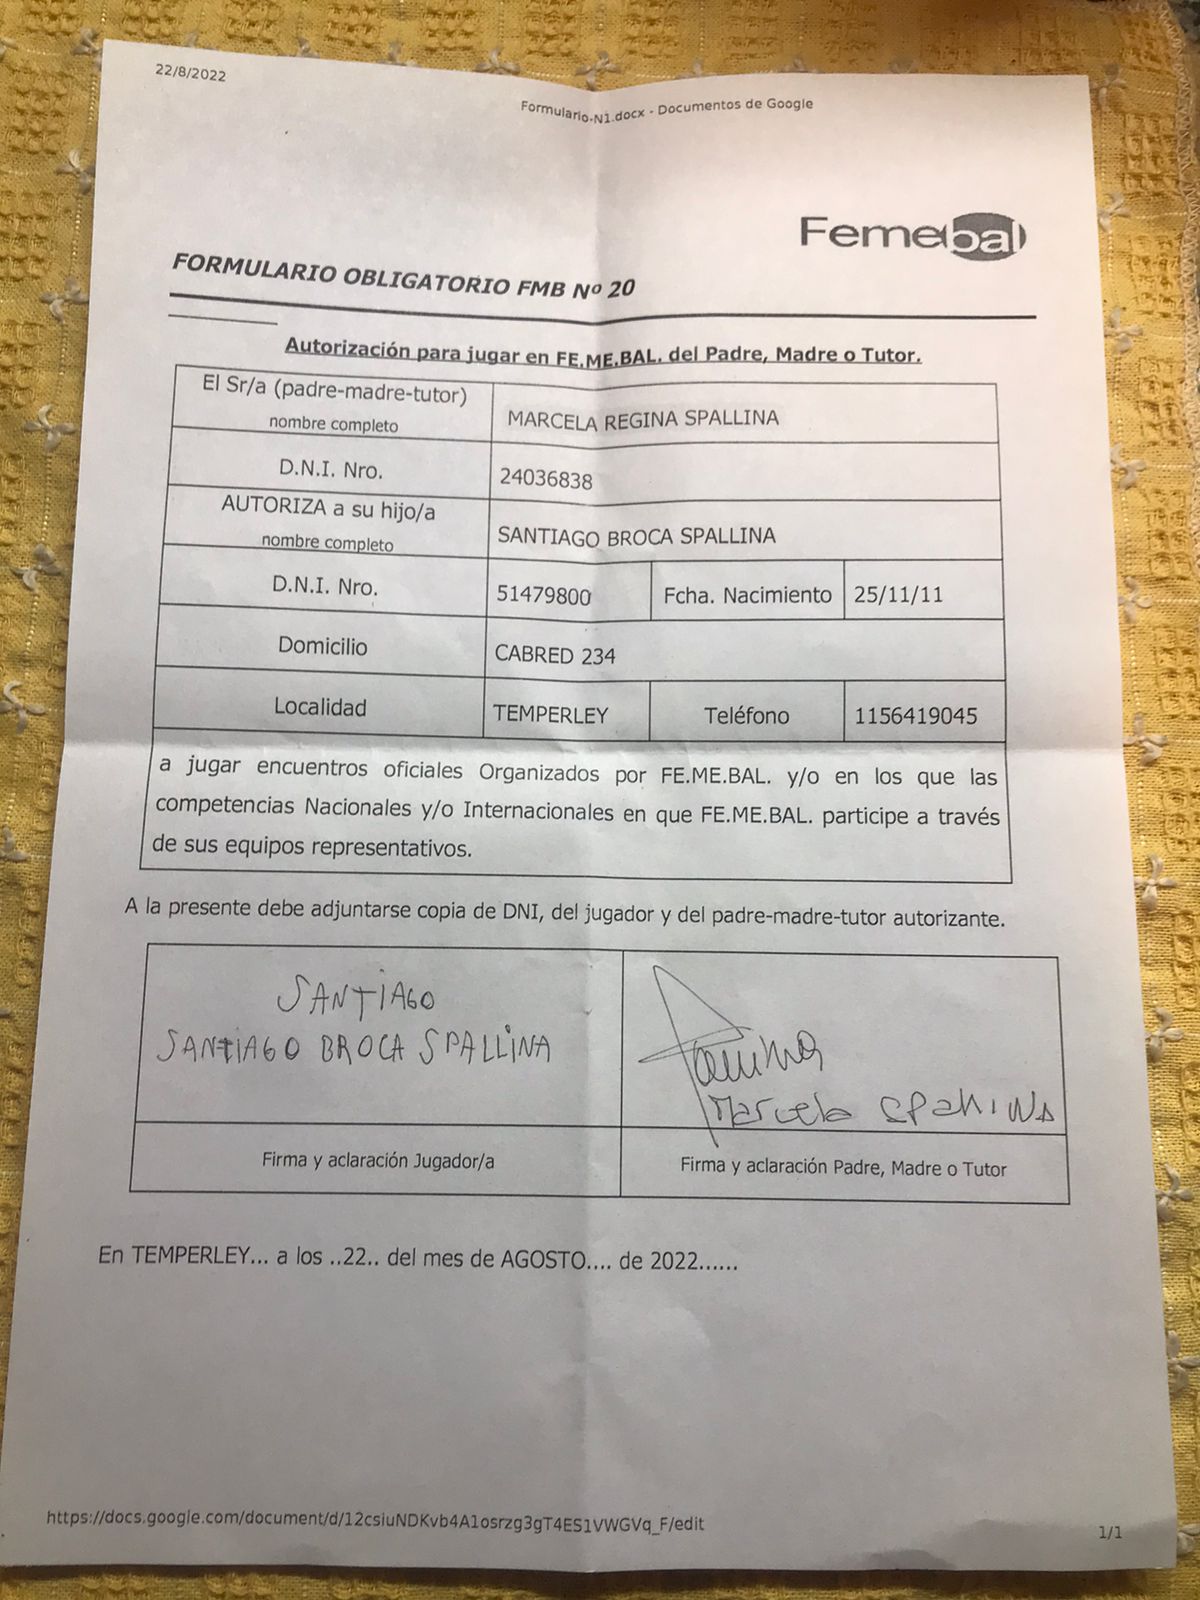 22/8/2022
Formulario-N1.docx - Documentos de Google
Femebal
FORMULARIO OBLIGATORIO FMB Nº 20
Autorización para jugar en FE.ME.BAL. del Padre, Madre o Tutor.
El Sr/a (padre-madre-tutor)
nombre completo
MARCELA REGINA SPALLINA
D.N.I. Nro.
24036838
AUTORIZA a su hijo/a
nombre completo
SANTIAGO BROCA SPALLINA
D.N.I. Nro.
51479800
Fcha. Nacimiento
25/11/11
Domicilio
CABRED 234
Localidad
TEMPERLEY
Teléfono
1156419045
a jugar encuentros oficiales Organizados por FE.ME.BAL. y/o en los que las
competencias Nacionales y/o Internacionales en que FE.ME.BAL. participe a través
de sus equipos representativos.
A la presente debe adjuntarse copia de DNI, del jugador y del padre-madre-tutor autorizante.
SANTIAGO
SANTIAGO BROCA SPALLINA
Marcela Spallina
Firma y aclaración Jugador/a
Firma y aclaración Padre, Madre o Tutor
En TEMPERLEY... a los ..22.. del mes de AGOSTO.... de 2022......
https://docs.google.com/document/d/12csiuNDKvb4A1osrzg3gT4ES1VWGVq_F/edit
1/1